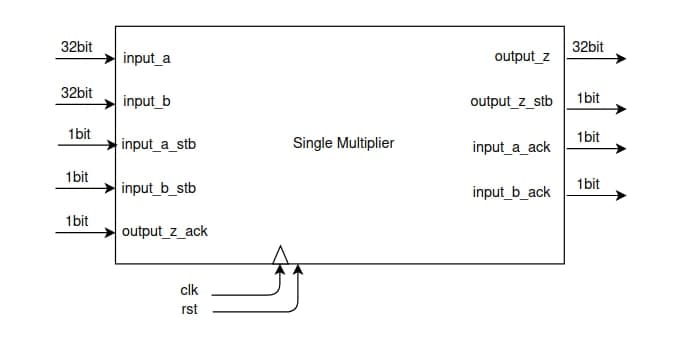 32bit
input_a
32bit
input_b
1bit
input_a_stb
1bit
input_b_stb
1bit
output_z_ack
Single Multiplier
output_z
32bit
output_z_stb
1bit
input_a_ack
1bit
input_b_ack
1bit
clk
rst